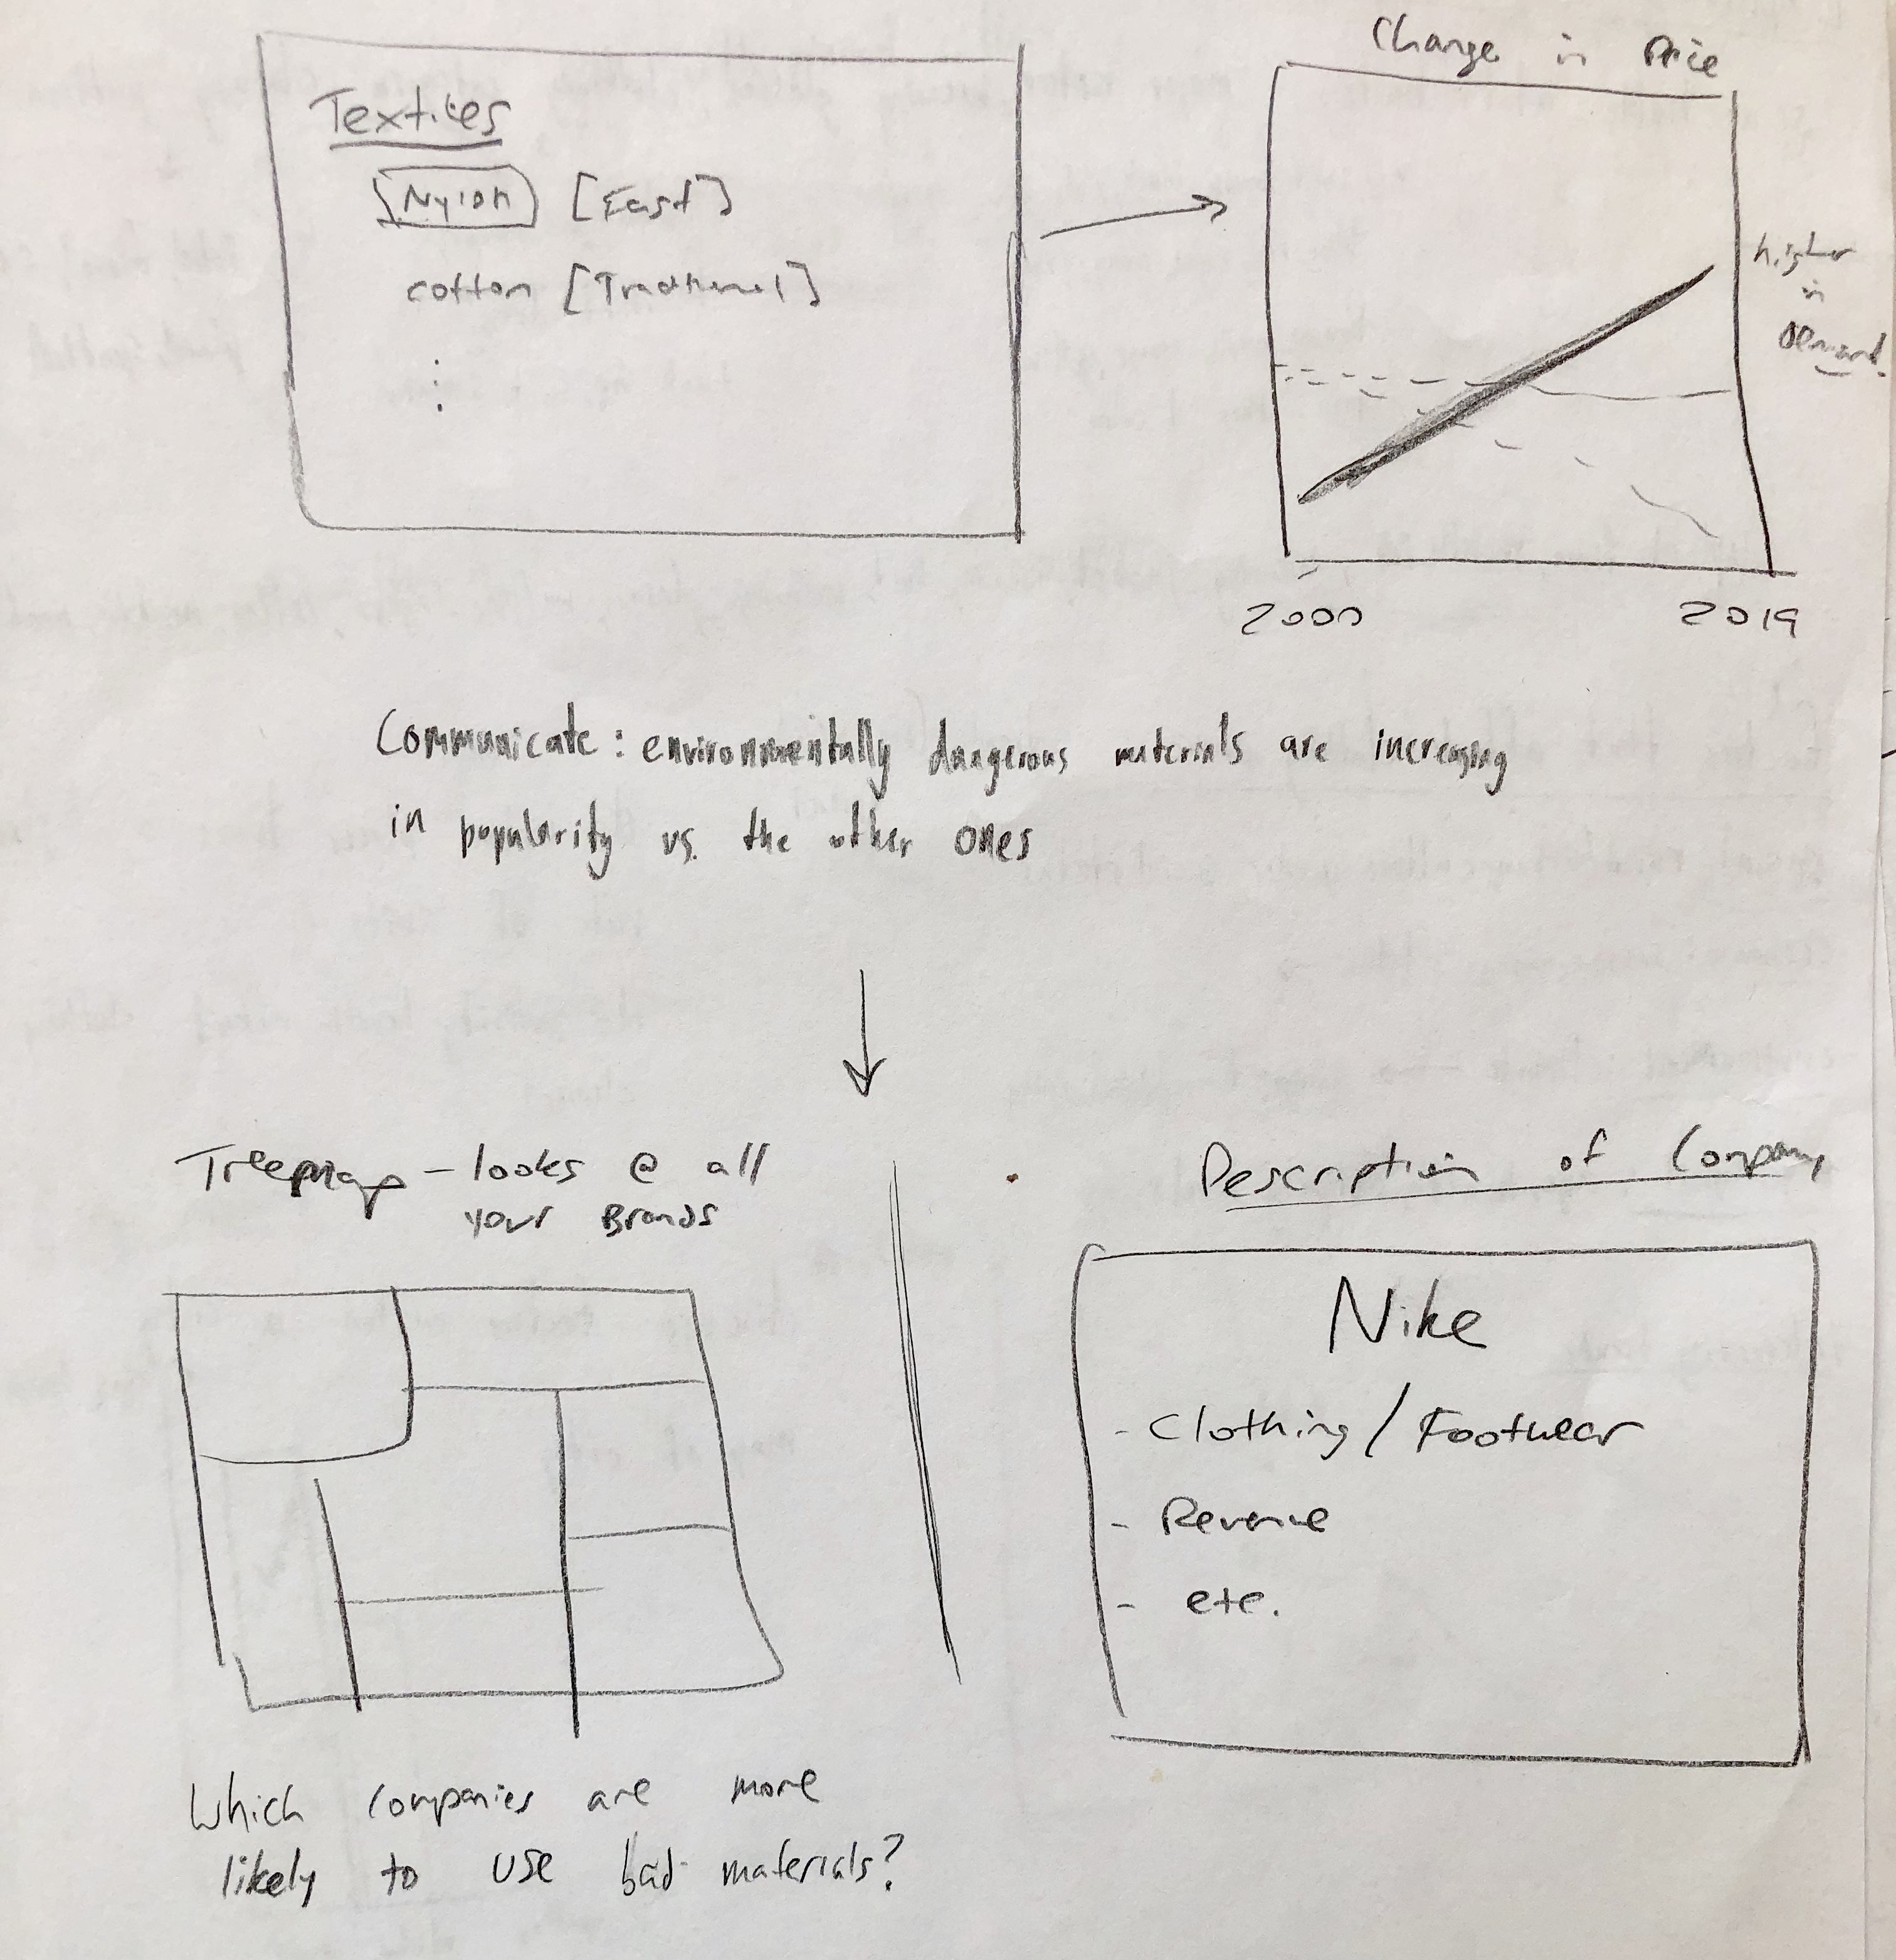 Textiles
Nylon [Fast]
cotton [Traditional]
Change in Price
higher
in
Demand.
2000 2019
Communicate: environmentally dangerous materials are increasing
in popularity vs. the other ones
Treemap - looks @ all
your Brands
Description of Company
Nike
- Clothing / Footwear
- Revenue
- etc.
Which companies are more
likely to use bad materials?